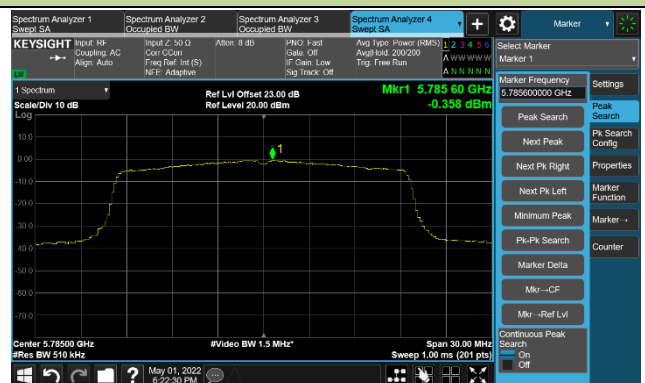 Spectrum Analyzer 1
Swept SA
Spectrum Analyzer 2
Occupied BW
Spectrum Analyzer 3
Occupied BW
Spectrum Analyzer 4
Swept SA
+
Marker
KEYSIGHT
Input: RF
Coupling: AC
Align: Auto
Input Z: 50 Ω
Corr CCorr
Freq Ref: Int (S)
NFE: Adaptive
Atten: 8 dB
PNO: Fast
Gate: Off
IF Gain: Low
Sig Track: Off
Avg Type: Power (RMS)
Avg|Hold: 200/200
Trig: Free Run
1 2 3 4 5 6
A W W W W W
A N N N N N
Select Marker
Marker 1
1 Spectrum
Scale/Div 10 dB
Log
Ref Lvl Offset 23.00 dB
Ref Level 20.00 dBm
Mkr1 5.785 60 GHz
-0.358 dBm
1
10.0
0.00
-10.0
-20.0
-30.0
-40.0
-50.0
-60.0
-70.0
Center 5.78500 GHz
#Res BW 510 kHz
#Video BW 1.5 MHz*
Span 30.00 MHz
Sweep 1.00 ms (201 pts)
Marker Frequency
5.785600000 GHz
Peak Search
Next Peak
Next Pk Right
Next Pk Left
Minimum Peak
Pk-Pk Search
Marker Delta
Mkr→CF
Mkr→Ref Lvl
Continuous Peak
Search
On
Off
Settings
Peak
Search
Pk Search
Config
Properties
Marker
Function
Marker→
Counter
?
May 01, 2022
6:22:30 PM